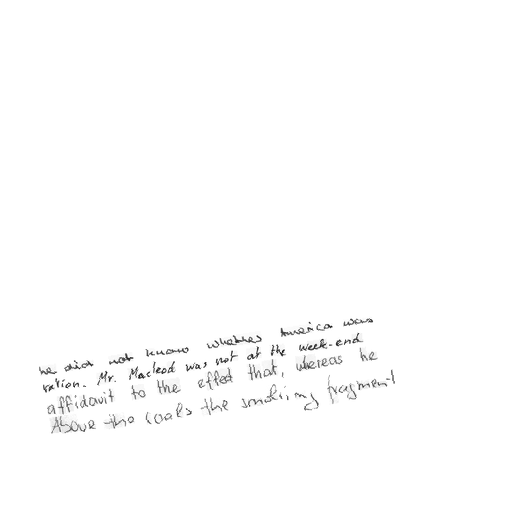 he did not know whether America was
ration. Mr. Macleod was not at the week-end
affidavit to the effect that, whereas he
Above the coals the smoking fragment